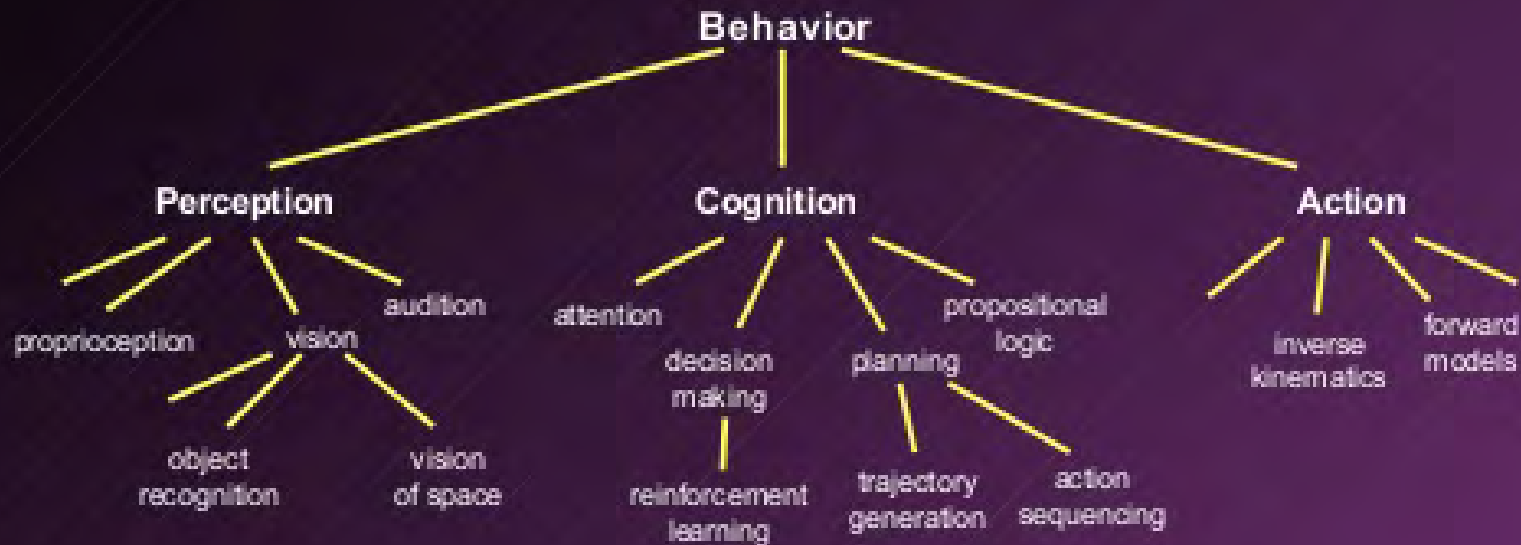 Behavior
Perception
Cognition
Action
proprioception
vision
audition
object
recognition
vision
of space
attention
decision
making
reinforcement
learning
planning
trajectory
generation
action
sequencing
propositional
logic
inverse
kinematics
forward
models